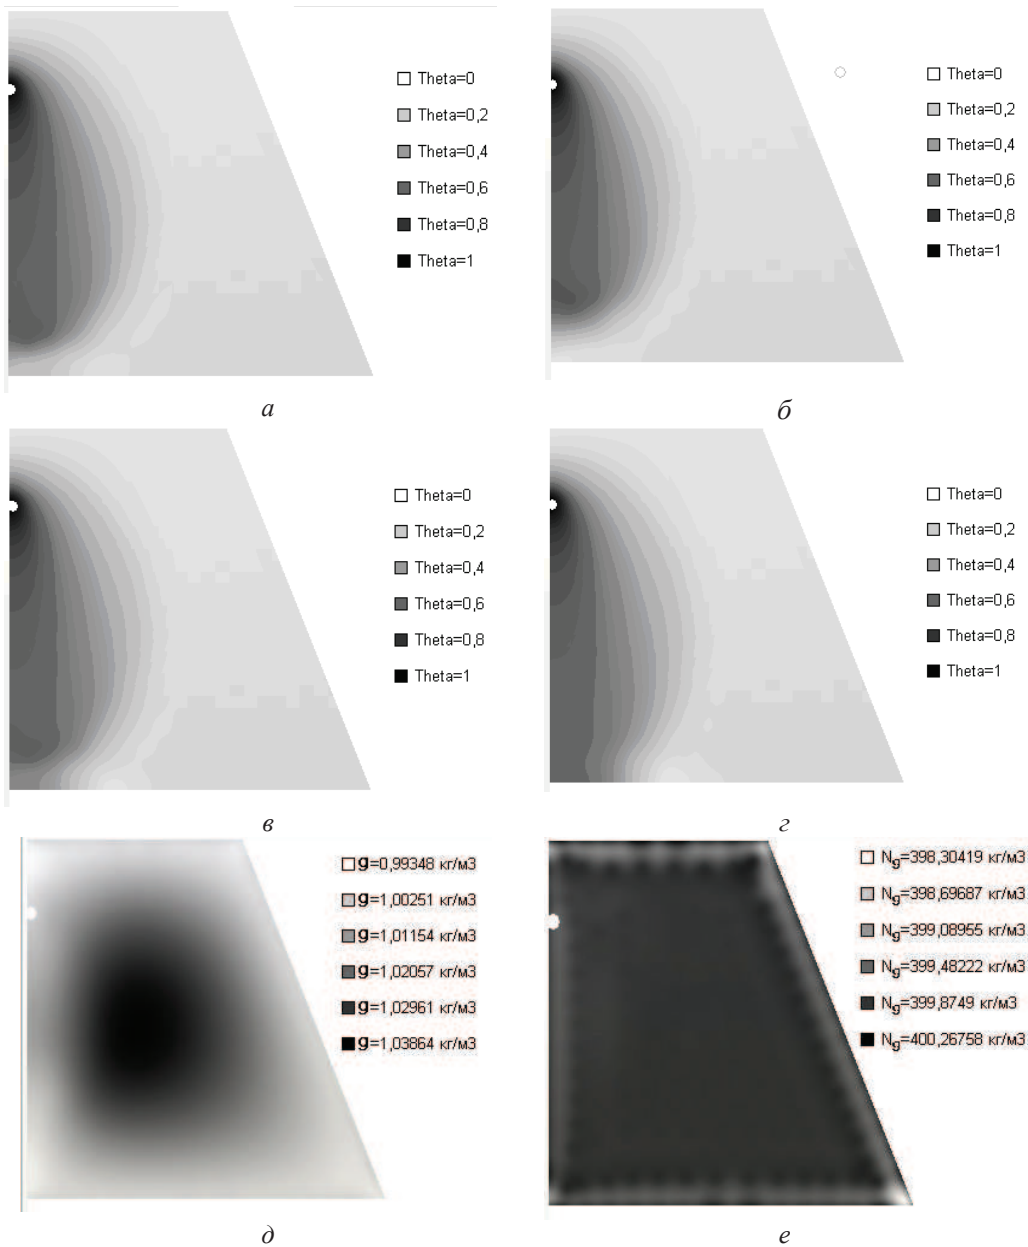 Theta=0
Theta=0,2
Theta=0,4
Theta=0,6
Theta=0,8
Theta=1
а
Theta=0
Theta=0,2
Theta=0,4
Theta=0,6
Theta=0,8
Theta=1
б
Theta=0
Theta=0,2
Theta=0,4
Theta=0,6
Theta=0,8
Theta=1
в
Theta=0
Theta=0,2
Theta=0,4
Theta=0,6
Theta=0,8
Theta=1
г
g=0,99348 кг/м3
g=1,00251 кг/м3
g=1,01154 кг/м3
g=1,02057 кг/м3
g=1,02961 кг/м3
g=1,03864 кг/м3
д
Ng=398,30419 кг/м3
Ng=398,69687 кг/м3
Ng=399,08955 кг/м3
Ng=399,48222 кг/м3
Ng=399,8749 кг/м3
Ng=400,26758 кг/м3
е